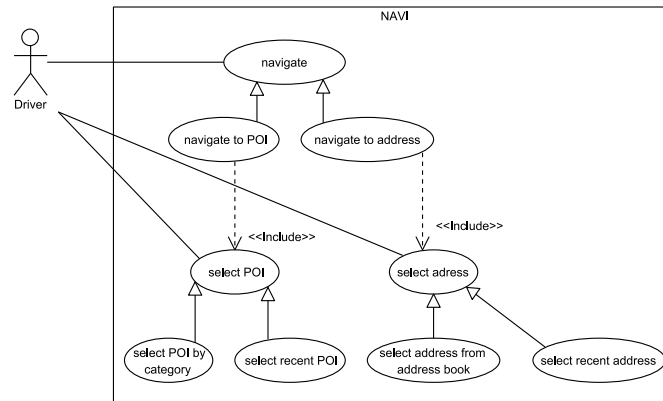 NAVI
navigate
Driver
navigate to POI
navigate to address
<<Include>>
<<Include>>
select POI
select adress
select POI by
category
select recent POI
select address from
address book
select recent address